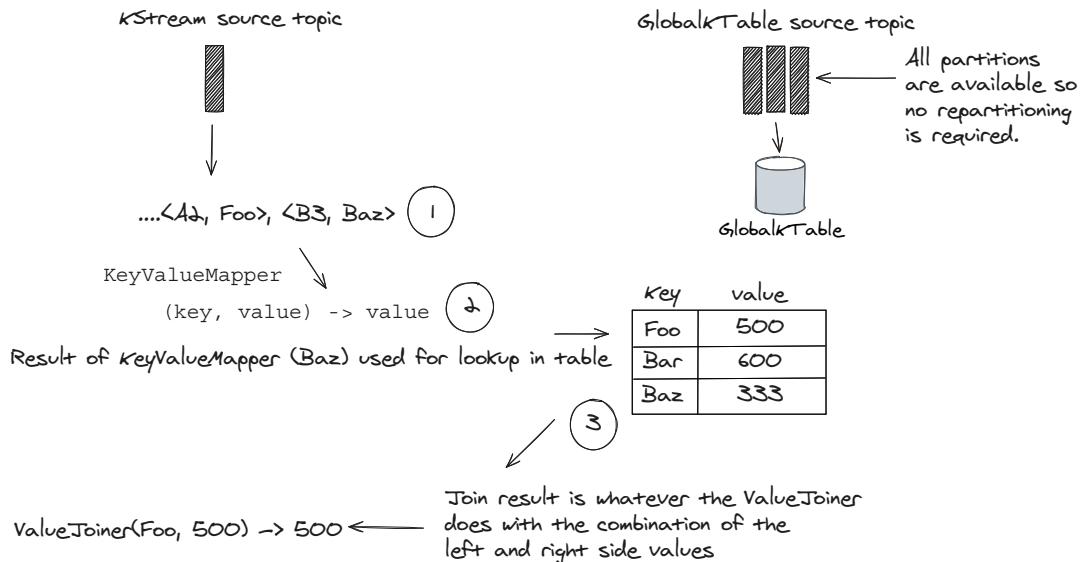 KStream source topic
GlobalKTable source topic
All partitions
are available so
no repartitioning
is required.
....<A2, Foo>, <B3, Baz>
1
GlobalKTable
KeyValueMapper
(key, value) -> value
2
Result of KeyValueMapper (Baz) used for lookup in table
Key value
Foo 500
Bar 600
Baz 333
3
Join result is whatever the ValueJoiner
does with the combination of the
left and right side values
ValueJoiner(Foo, 500) -> 500